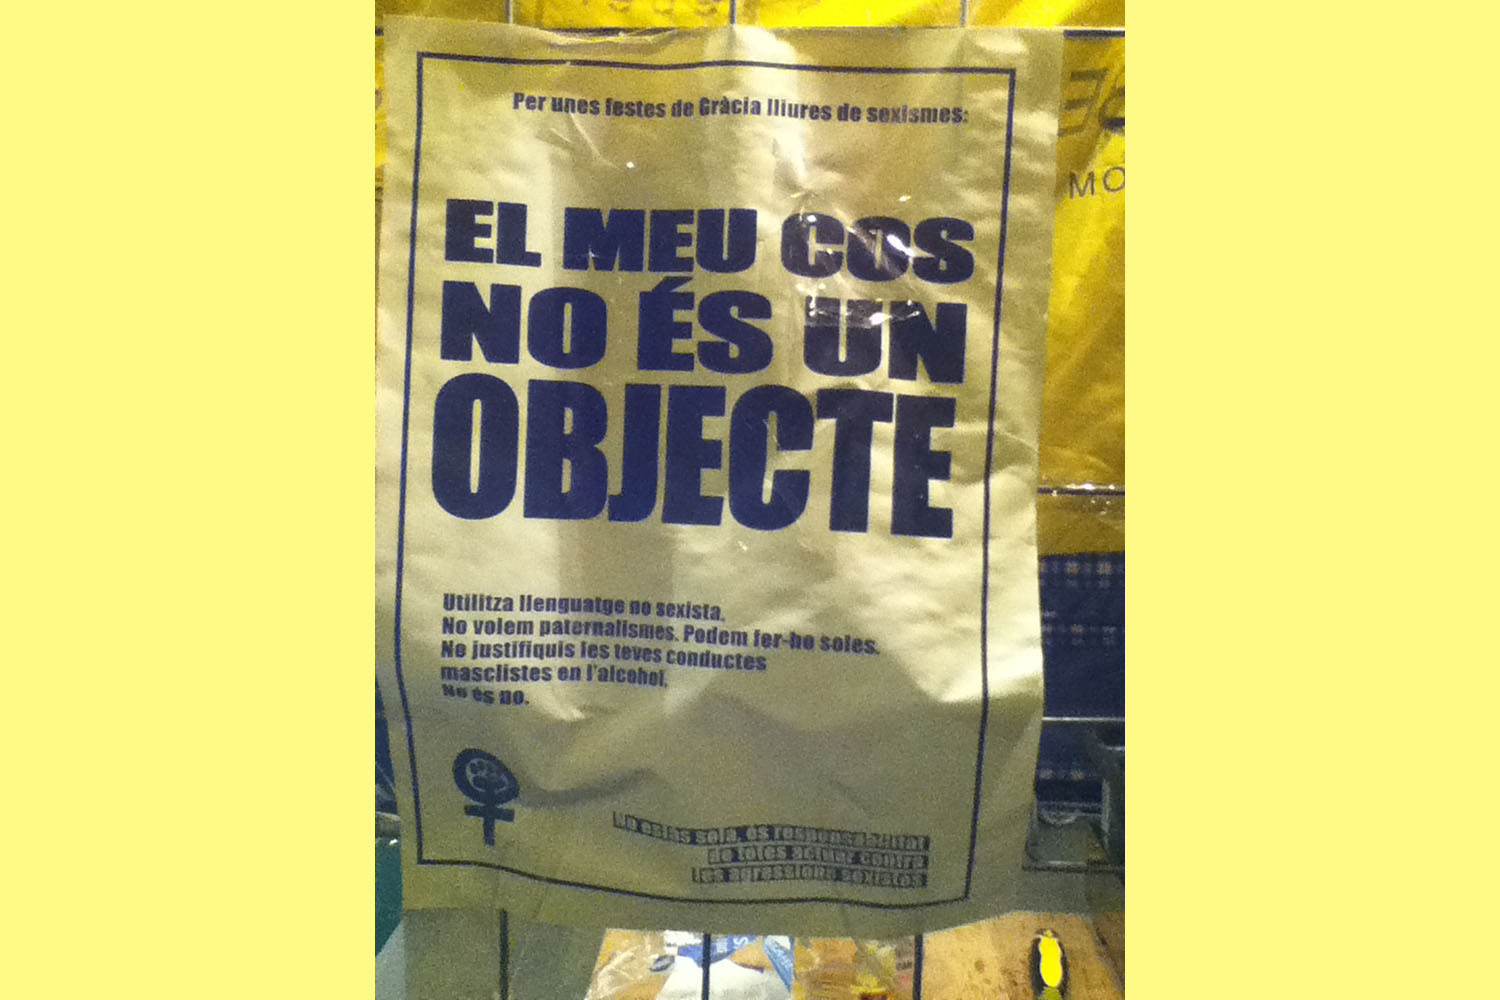 Per unes festes de Gràcia lliures de sexismes:
EL MEU COS
NO ÉS UN
OBJECTE
Utilitza llenguatge no sexista.
No volem paternalismes. Podem fer-ho soles.
No justifiquis les teves conductes
masclistes en l'alcohol.
No és no.
No estàs sola, és responsabilitat
de totes actuar contra
les agressions sexistes
MO